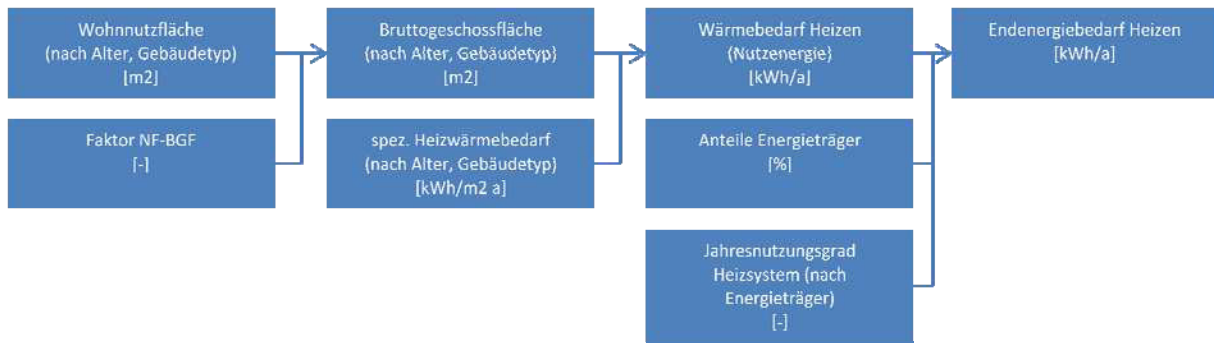 Wohnnutzfläche
(nach Alter, Gebäudetyp)
[m2]
Faktor NF-BGF
[-]
Bruttogeschossfläche
(nach Alter, Gebäudetyp)
[m2]
spez. Heizwärmebedarf
(nach Alter, Gebäudetyp)
[kWh/m2 a]
Wärmebedarf Heizen
(Nutzenergie)
[kWh/a]
Anteile Energieträger
[%]
Jahresnutzungsgrad
Heizsystem (nach
Energieträger)
[-]
Endenergiebedarf Heizen
[kWh/a]